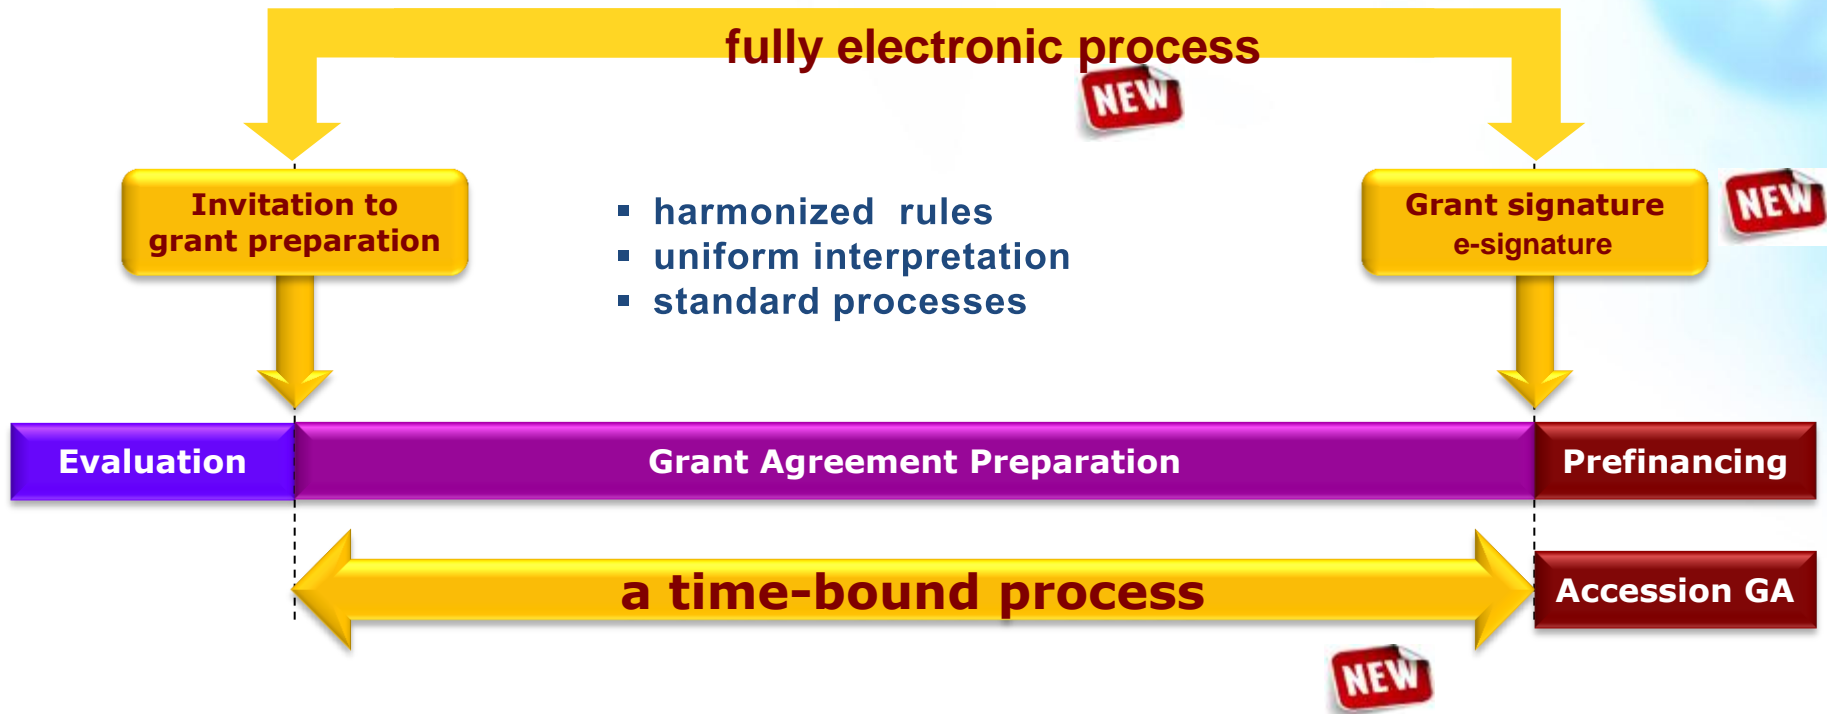 fully electronic process
NEW
Invitation to
grant preparation
▪ harmonized rules
▪ uniform interpretation
▪ standard processes
Grant signature
e-signature
NEW
Evaluation
Grant Agreement Preparation
Prefinancing
a time-bound process
Accession GA
NEW